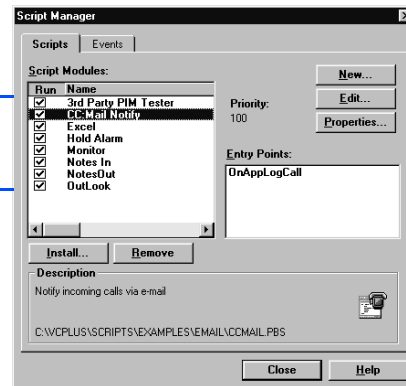 Script Manager
Scripts Events
Script Modules:
Run Name
3rd Party PIM Tester
CC:Mail Notify
Excel
Hold Alarm
Monitor
Notes In
NotesOut
OutLook
Install... Remove
Priority:
100
New...
Edit...
Properties...
Entry Points:
OnAppLogCall
Description
Notify incoming calls via e-mail
C:\VCPLUS\SCRIPTS\EXAMPLES\EMAIL\CCMAIL.PBS
Close Help